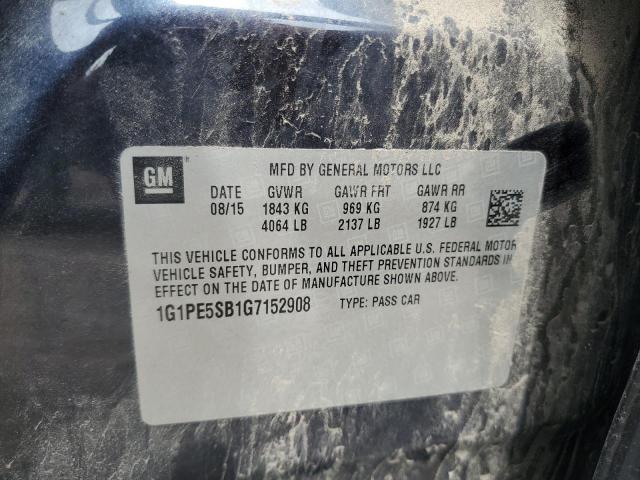 GM
MFD BY GENERAL MOTORS LLC
DATE GVWR GAWR FRT GAWR RR
08/15 1843 KG 969 KG 874 KG
4064 LB 2137 LB 1927 LB
THIS VEHICLE CONFORMS TO ALL APPLICABLE U.S. FEDERAL MOTOR
VEHICLE SAFETY, BUMPER, AND THEFT PREVENTION STANDARDS IN
EFFECT ON THE DATE OF MANUFACTURE SHOWN ABOVE.
1G1PE5SB1G7152908 TYPE: PASS CAR